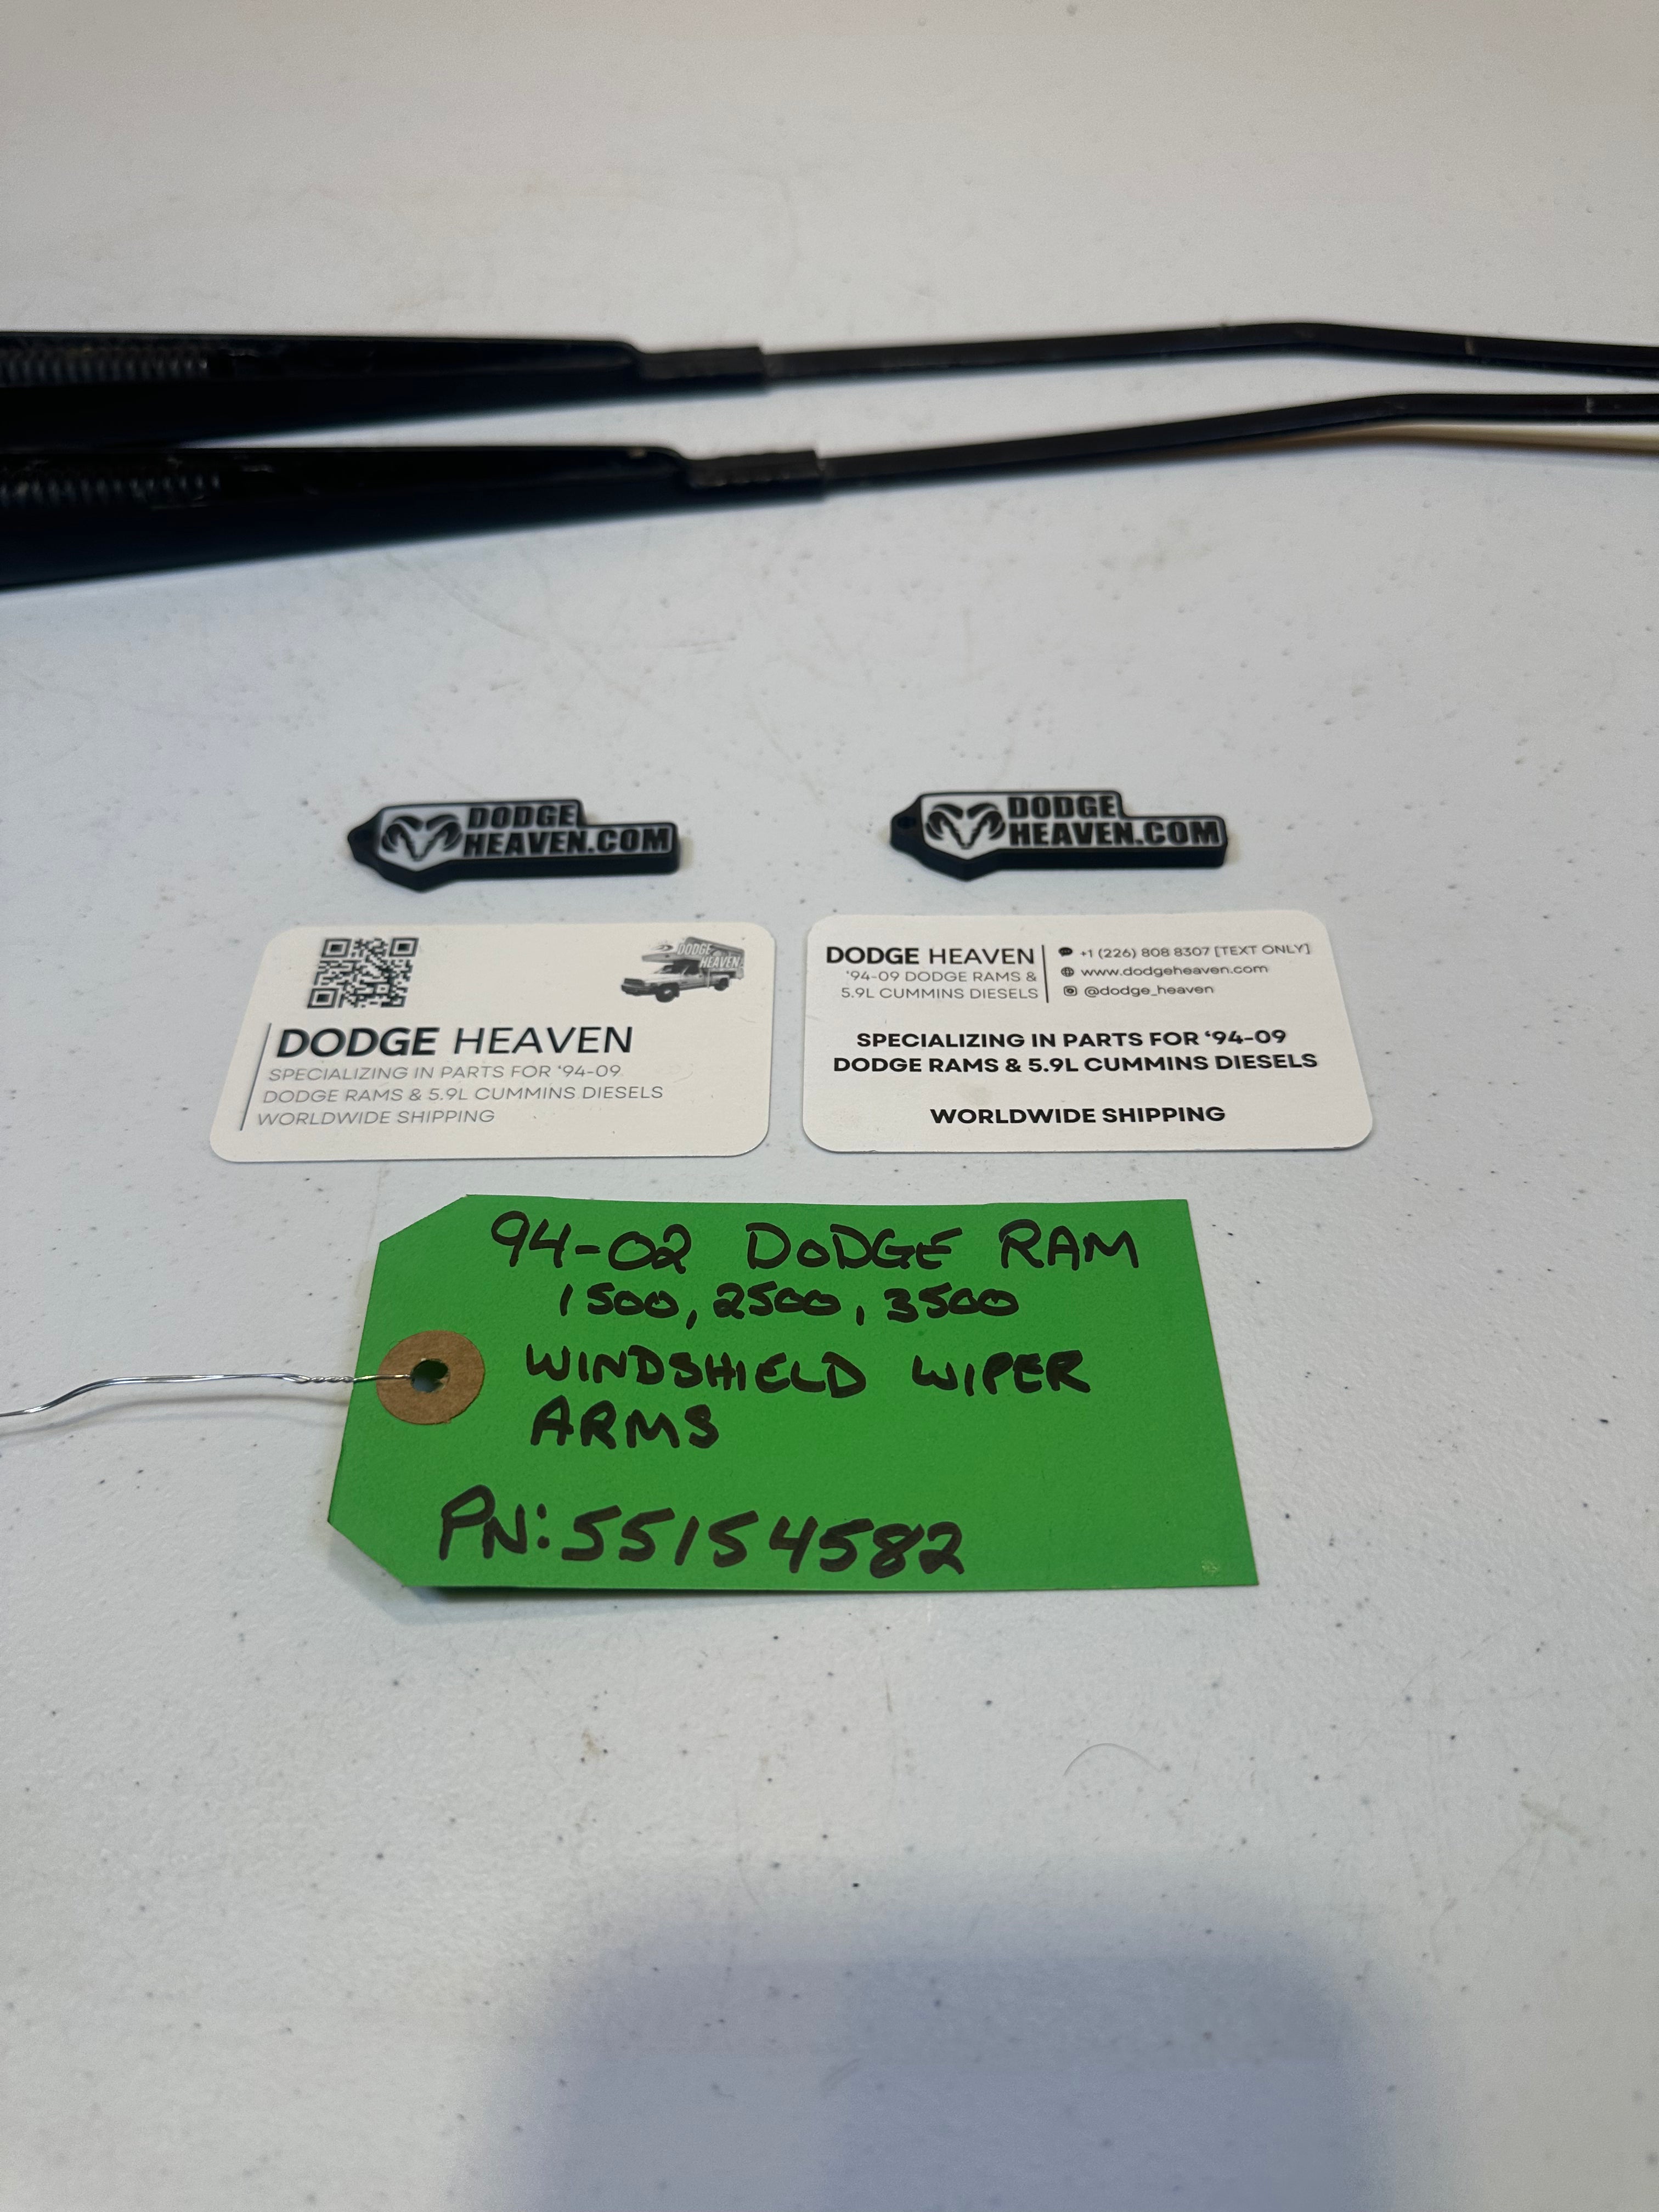 DODGE
HEAVEN.COM
DODGE
HEAVEN.COM
DODGE
HEAVEN
DODGE HEAVEN
SPECIALIZING IN PARTS FOR ‘94-09
DODGE RAMS & 5.9L CUMMINS DIESELS
WORLDWIDE SHIPPING
DODGE HEAVEN
‘94-09 DODGE RAMS &
5.9L CUMMINS DIESELS
+1 (226) 808 8307 [TEXT ONLY]
www.dodgeheaven.com
@dodge_heaven
SPECIALIZING IN PARTS FOR ‘94-09
DODGE RAMS & 5.9L CUMMINS DIESELS
WORLDWIDE SHIPPING
94-02 DODGE RAM
1500, 2500, 3500
WINDSHIELD WIPER
ARMS
PN: 55154582